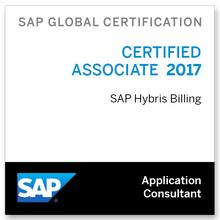 SAP GLOBAL CERTIFICATION
CERTIFIED
ASSOCIATE 2017
SAP Hybris Billing
SAP
Application
Consultant